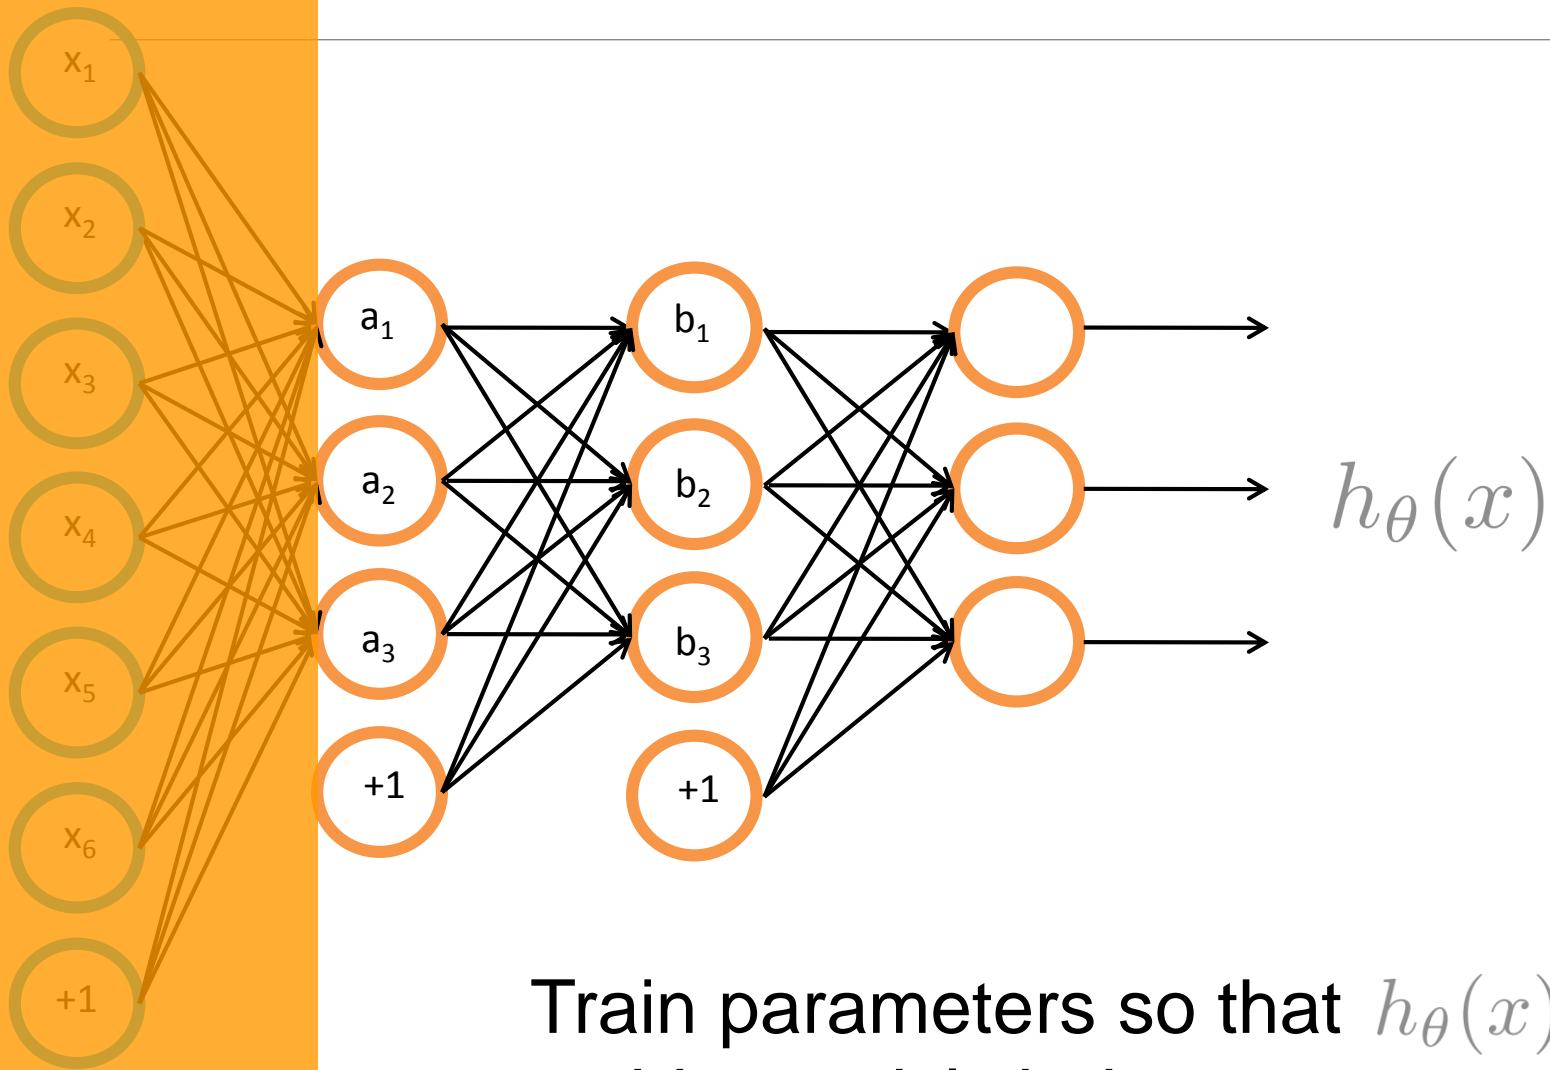 x1
x2
x3
x4
x5
x6
+1
a1
a2
a3
+1
b1
b2
b3
+1
hθ(x)
Train parameters so that hθ(x)